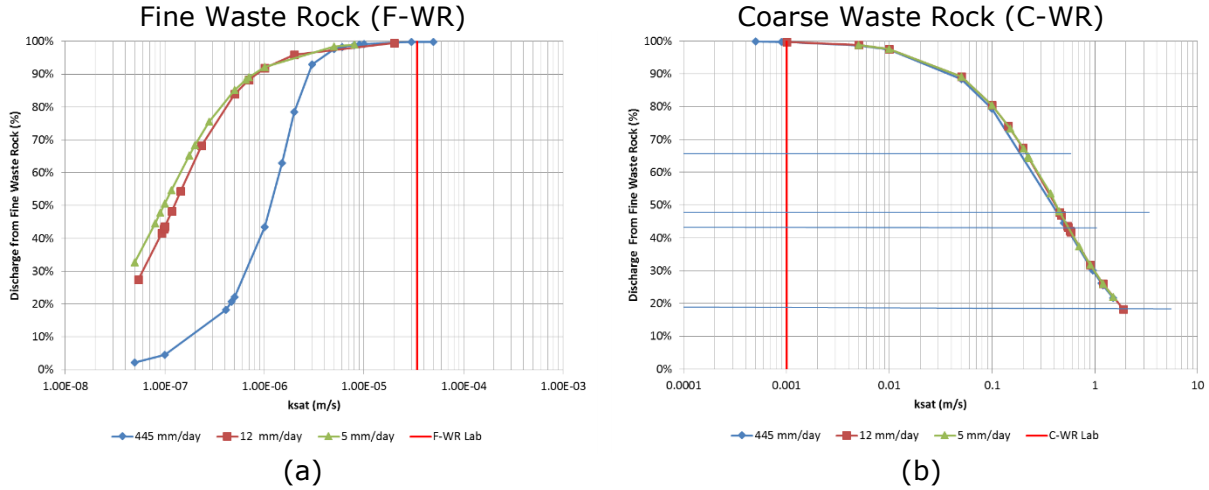 Fine Waste Rock (F-WR)
Discharge from Fine Waste Rock (%)
100%
90%
80%
70%
60%
50%
40%
30%
20%
10%
0%
1.00E-08 1.00E-07 1.00E-06 1.00E-05 1.00E-04 1.00E-03
ksat (m/s)
445 mm/day 12 mm/day 5 mm/day F-WR Lab
(a)
Coarse Waste Rock (C-WR)
Discharge From Fine Waste Rock (%)
100%
90%
80%
70%
60%
50%
40%
30%
20%
10%
0%
0.0001 0.001 0.01 0.1 1 10
ksat (m/s)
445 mm/day 12 mm/day 5 mm/day C-WR Lab
(b)